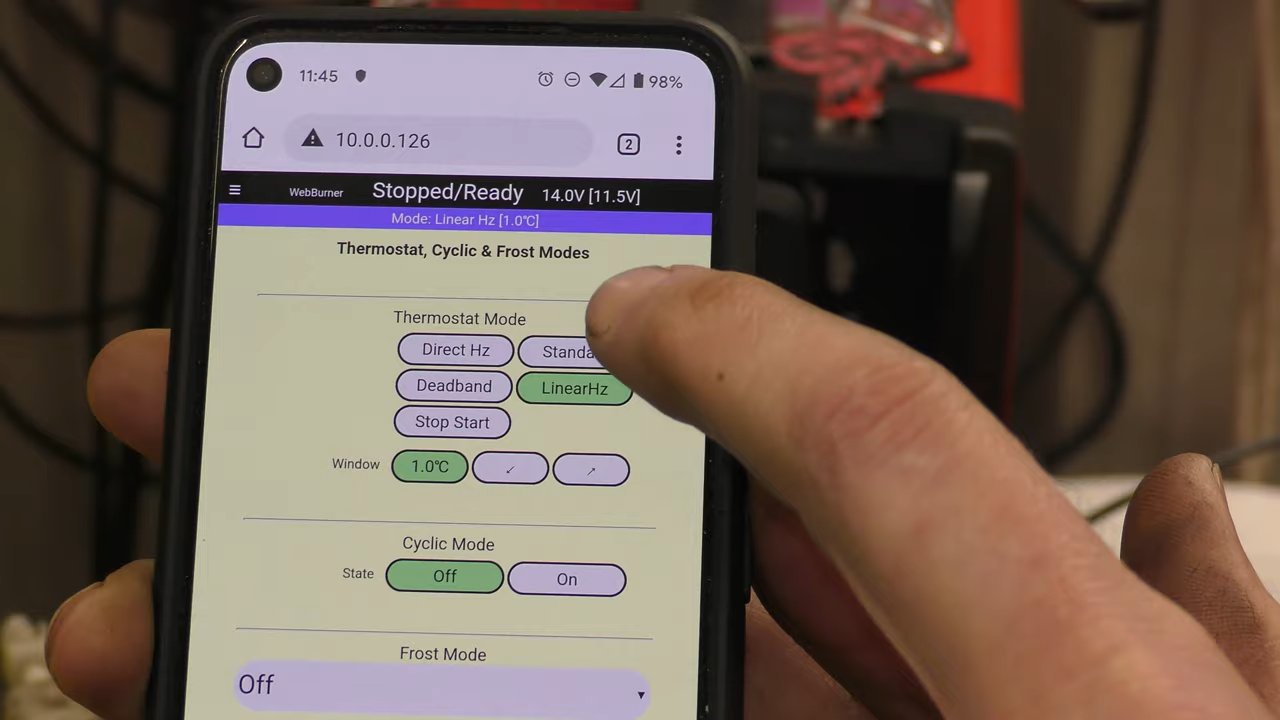 11:45 98%
10.0.0.126 2
WebBurner Stopped/Ready 14.0V [11.5V]
Mode: Linear Hz [1.0℃]
Thermostat, Cyclic & Frost Modes
Thermostat Mode
Direct Hz Standa
Deadband LinearHz
Stop Start
Window 1.0℃ ↙ ↗
Cyclic Mode
State Off On
Frost Mode
Off